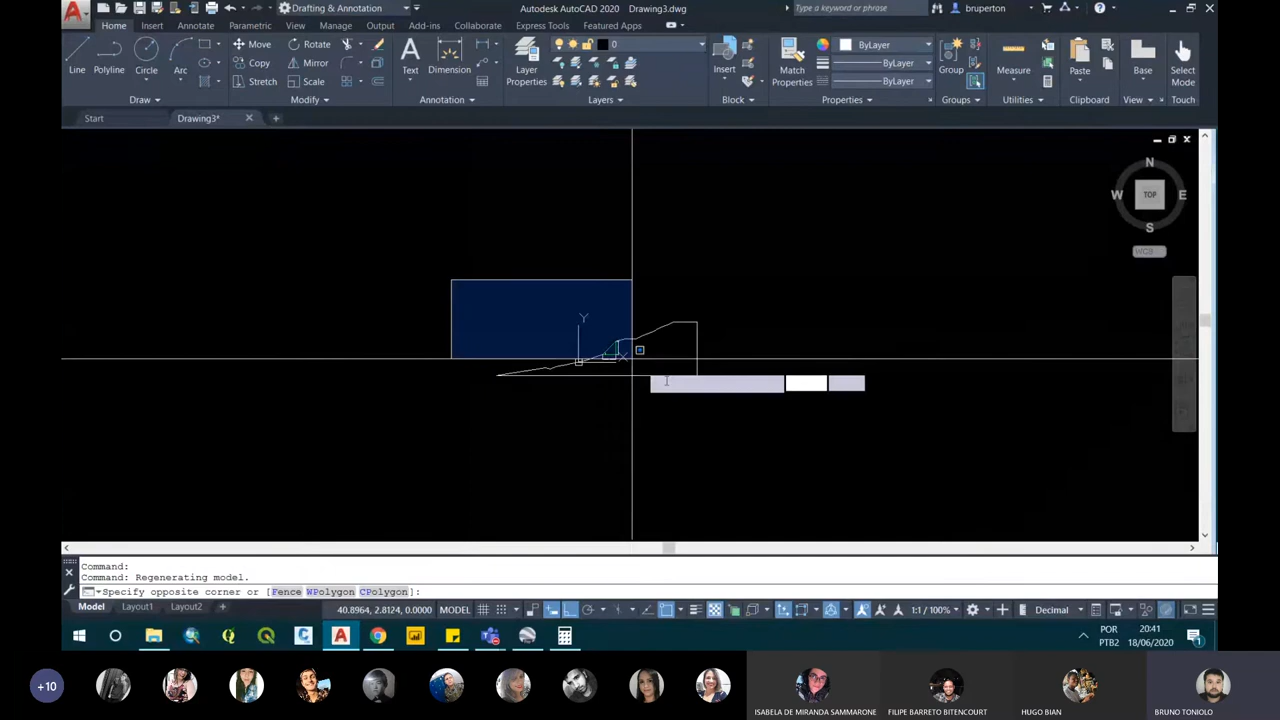 Drafting & Annotation
Autodesk AutoCAD 2020 Drawing3.dwg
Type a keyword or phrase
bruperton
Home Insert Annotate Parametric View Manage Output Add-ins Collaborate Express Tools Featured Apps
Line Polyline Circle Arc
Move Rotate
Copy Mirror
Stretch Scale
Text Dimension
Layer Properties
0
Insert
Match Properties
ByLayer
ByLayer
ByLayer
Group
Measure
Paste
Base
Select Mode
Draw Modify Annotation Layers Block Properties Groups Utilities Clipboard View Touch
Start Drawing3*
N
W TOP E
S
WCS
Y
X
Command:
Command: Regenerating model.
Specify opposite corner or [Fence WPolygon CPolygon]:
Model Layout1 Layout2
40.8964, 2.8124, 0.0000 MODEL
1:1 / 100%
Decimal
POR
PTB2
20:41
18/06/2020
1
+10
ISABELA DE MIRANDA SAMMARONE
FILIPE BARRETO BITENCOURT
HUGO BIAN
BRUNO TONIOLO